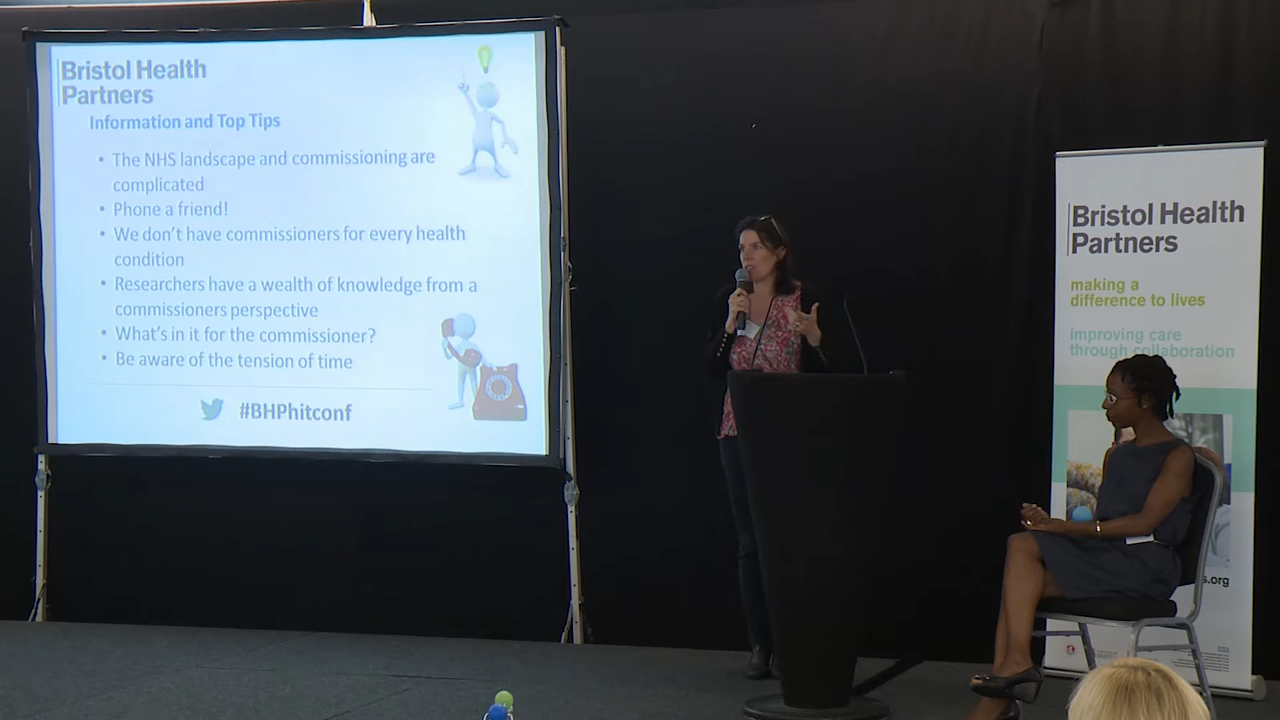 Bristol Health
Partners
Information and Top Tips
• The NHS landscape and commissioning are
complicated
• Phone a friend!
• We don't have commissioners for every health
condition
• Researchers have a wealth of knowledge from a
commissioners perspective
• What's in it for the commissioner?
• Be aware of the tension of time
#BHPhitconf
Bristol Health
Partners
making a
difference to lives
improving care
through collaboration
s.org